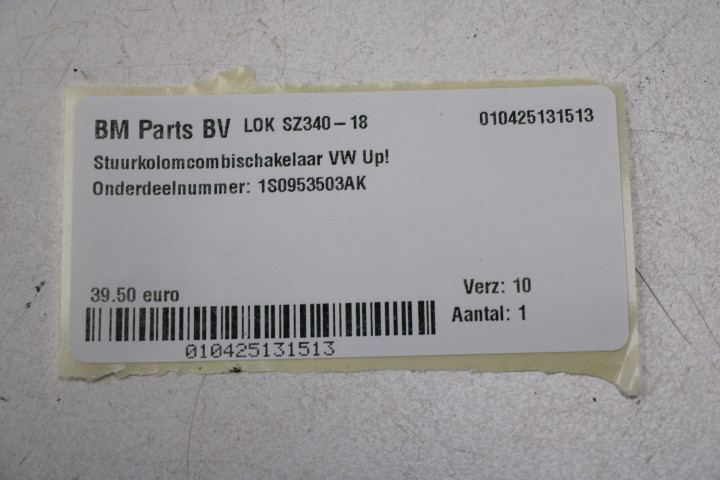 BM Parts BV LOK SZ340-18 010425131513
Stuurkolomcombischakelaar VW Up!
Onderdeelnummer: 1S0953503AK
39.50 euro Verz: 10
Aantal: 1
010425131513